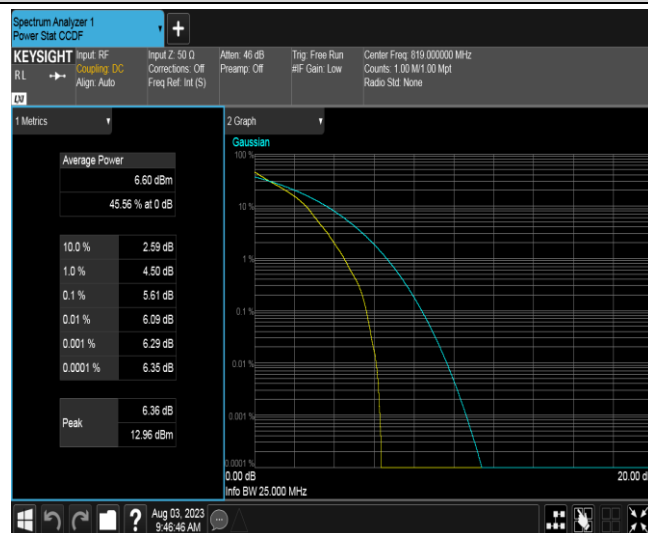 Spectrum Analyzer 1
Power Stat CCDF
+
KEYSIGHT
RL
LXI
Input: RF
Coupling: DC
Align: Auto
Input Z: 50 Ω
Corrections: Off
Freq Ref: Int (S)
Atten: 46 dB
Preamp: Off
Trig: Free Run
#IF Gain: Low
Center Freq: 819.000000 MHz
Counts: 1.00 M/1.00 Mpt
Radio Std: None
1 Metrics
Average Power
6.60 dBm
45.56 % at 0 dB
10.0 % 2.59 dB
1.0 % 4.50 dB
0.1 % 5.61 dB
0.01 % 6.09 dB
0.001 % 6.29 dB
0.0001 % 6.35 dB
Peak
6.36 dB
12.96 dBm
2 Graph
Gaussian
100 %
10 %
1 %
0.1 %
0.01 %
0.001 %
0.0001 %
0.00 dB
20.00 d
Info BW 25.000 MHz
?
Aug 03, 2023
9:46:46 AM